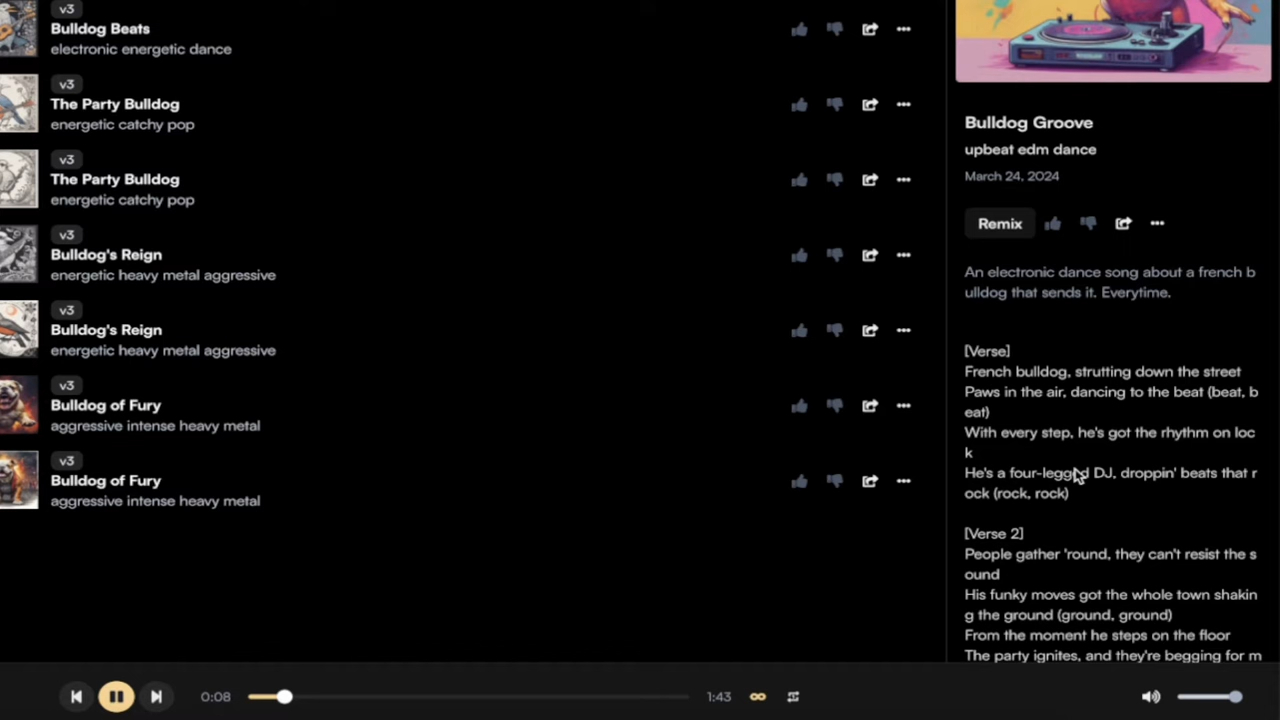 v3
Bulldog Beats
electronic energetic dance
v3
The Party Bulldog
energetic catchy pop
v3
The Party Bulldog
energetic catchy pop
v3
Bulldog's Reign
energetic heavy metal aggressive
v3
Bulldog's Reign
energetic heavy metal aggressive
v3
Bulldog of Fury
aggressive intense heavy metal
v3
Bulldog of Fury
aggressive intense heavy metal
Bulldog Groove
upbeat edm dance
March 24, 2024
Remix
An electronic dance song about a french b
ulldog that sends it. Everytime.
[Verse]
French bulldog, strutting down the street
Paws in the air, dancing to the beat (beat, b
eat)
With every step, he's got the rhythm on loc
k
He's a four-legged DJ, droppin' beats that r
ock (rock, rock)
[Verse 2]
People gather 'round, they can't resist the s
ound
His funky moves got the whole town shakin
g the ground (ground, ground)
From the moment he steps on the floor
The party ignites, and they're begging for m
0:08
1:43